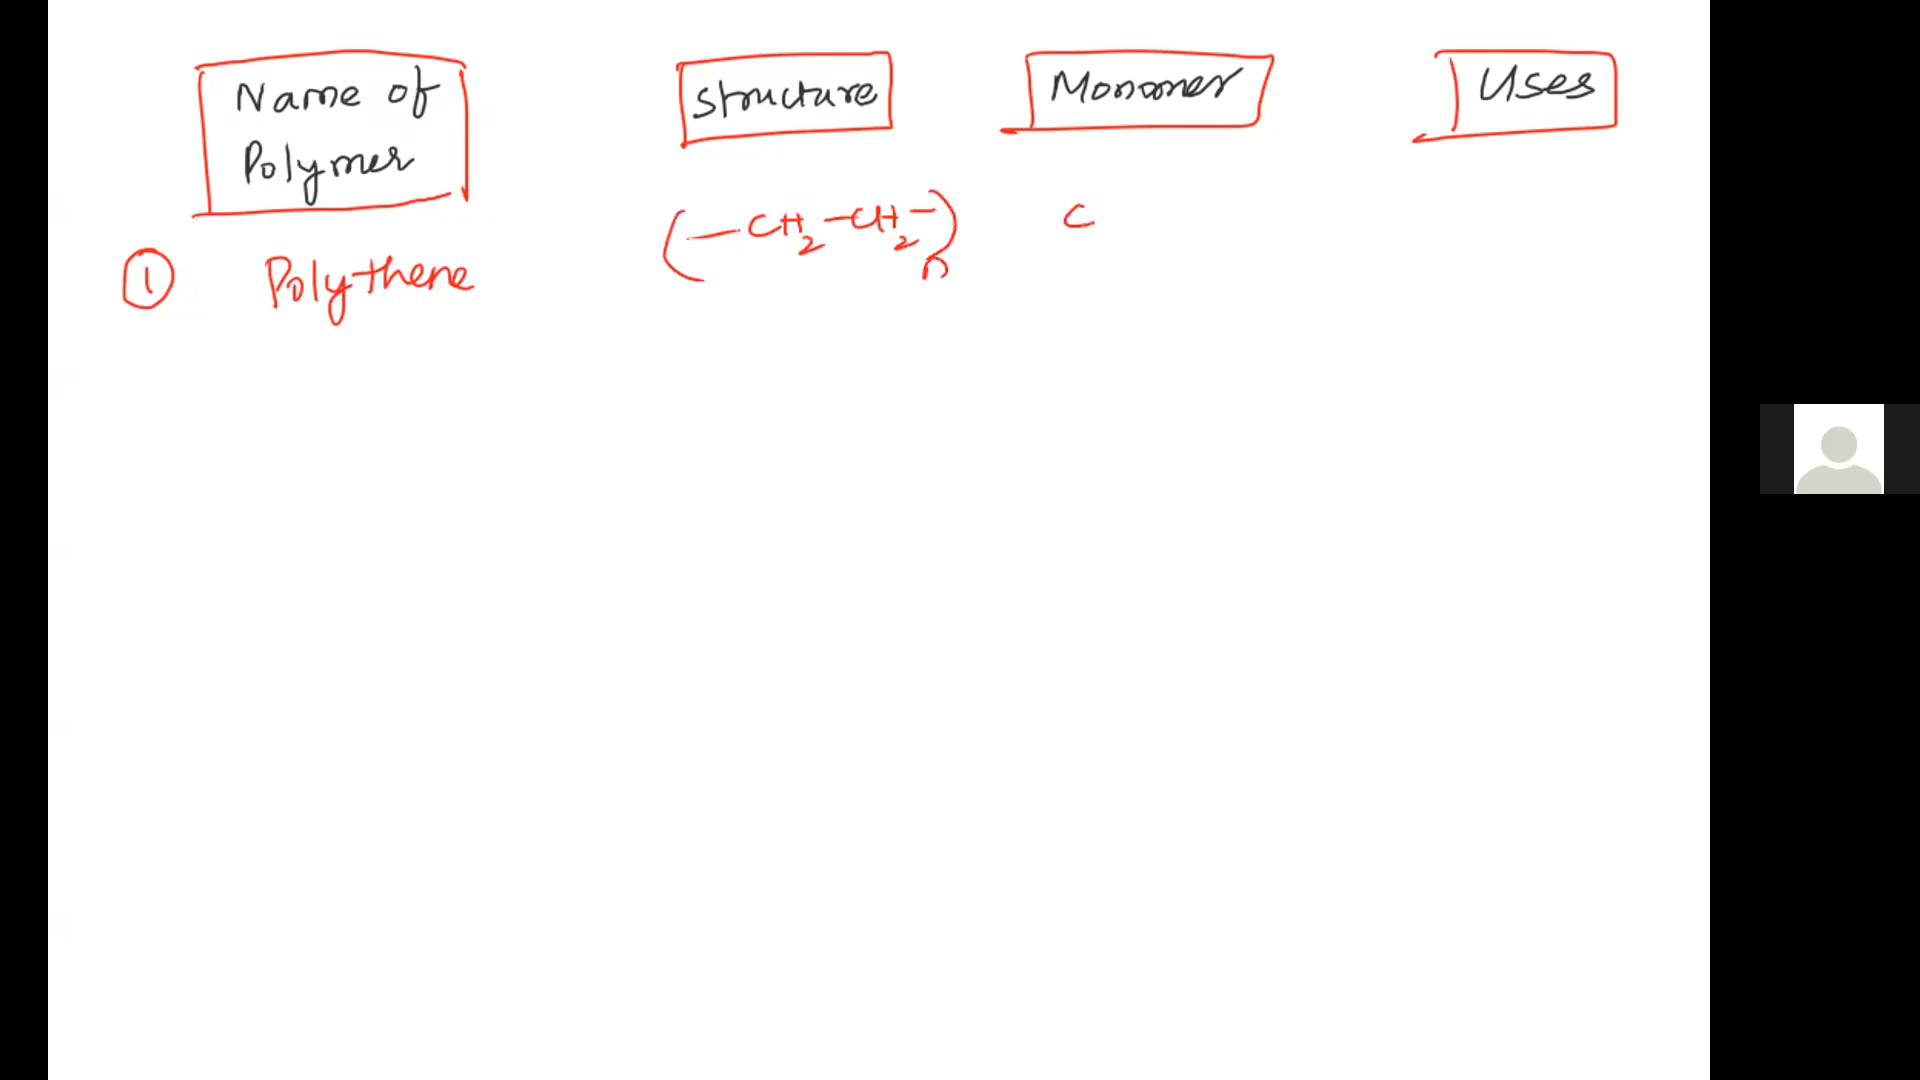 Name of
Polymer
Structure
Monomer
Uses
① Polythene
(—CH2–CH2–)n
C